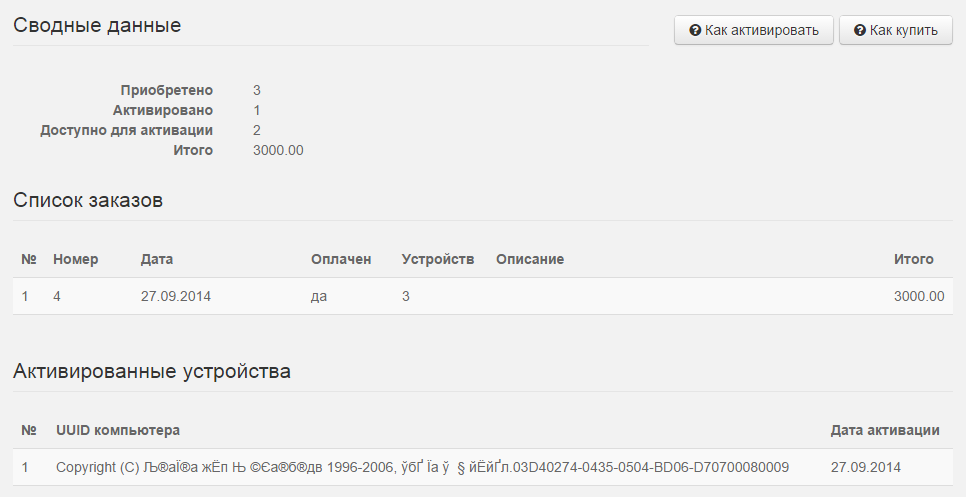 Сводные данные
Как активировать
Как купить
Приобретено 3
Активировано 1
Доступно для активации 2
Итого 3000.00
Список заказов
№ Номер Дата Оплачен Устройств Описание Итого
1 4 27.09.2014 да 3 3000.00
Активированные устройства
№ UUID компьютера Дата активации
1 Copyright (C) Љ®аЇ®а жЁп Њ ©Єа®б®дв 1996-2006, ўбҐ Їа ў § йЁйҐл.03D40274-0435-0504-BD06-D70700080009 27.09.2014